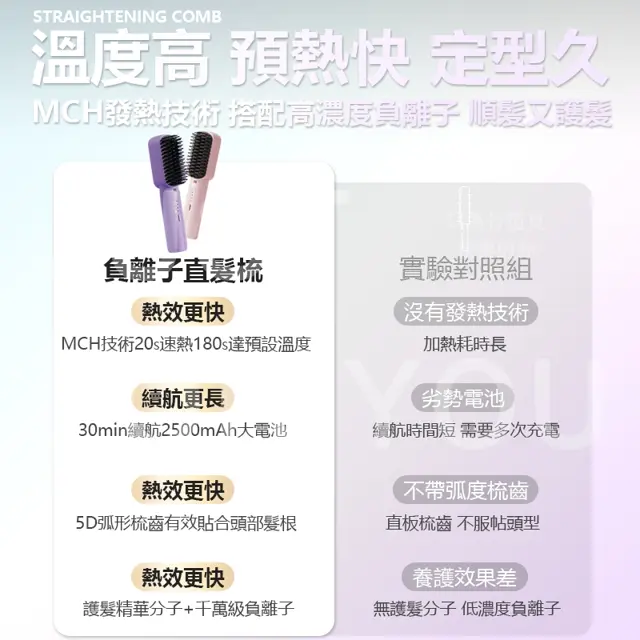 STRAIGHTENING COMB
溫度高 預熱快 定型久
MCH發熱技術 搭配高濃度負離子 順髮又護髮
負離子直髮梳
熱效更快
MCH技術20s速熱180s達預設溫度
續航更長
30min續航2500mAh大電池
熱效更快
5D弧形梳齒有效貼合頭部髮根
熱效更快
護髮精華分子+千萬級負離子
實驗對照組
沒有發熱技術
加熱耗時長
劣勢電池
續航時間短 需要多次充電
不帶弧度梳齒
直板梳齒 不服帖頭型
養護效果差
無護髮分子 低濃度負離子
YOU